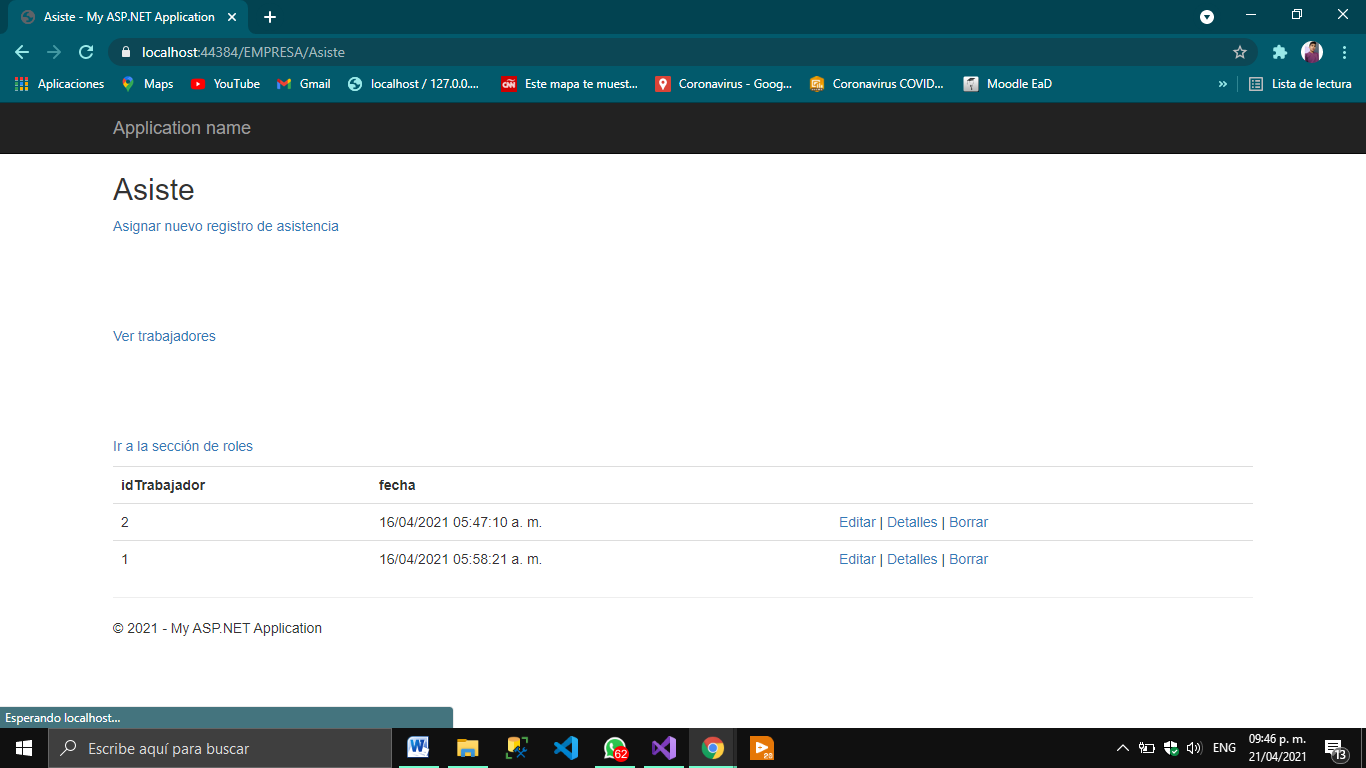 Asiste - My ASP.NET Application
localhost:44384/EMPRESA/Asiste
Aplicaciones Maps YouTube Gmail localhost / 127.0.0.... CNN Este mapa te muest... Coronavirus - Goog... Coronavirus COVID... Moodle EaD » Lista de lectura
Application name
Asiste
Asignar nuevo registro de asistencia
Ver trabajadores
Ir a la sección de roles
idTrabajador fecha
2 16/04/2021 05:47:10 a. m. Editar | Detalles | Borrar
1 16/04/2021 05:58:21 a. m. Editar | Detalles | Borrar
© 2021 - My ASP.NET Application
Esperando localhost...
Escribe aquí para buscar
62
ENG
09:46 p. m.
21/04/2021
13